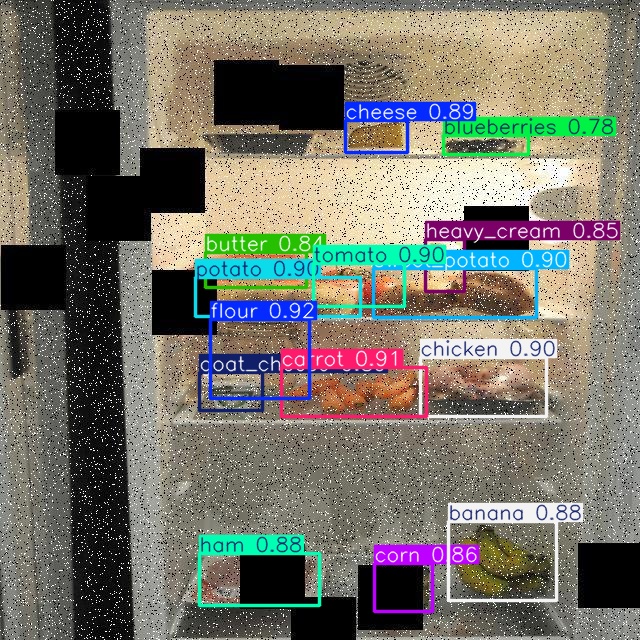 cheese 0.89
blueberries 0.78
heavy_cream 0.85
butter 0.84
tomato 0.90
potato 0.90
potato 0.90
flour 0.92
chicken 0.90
carrot 0.91
banana 0.88
ham 0.88
corn 0.86